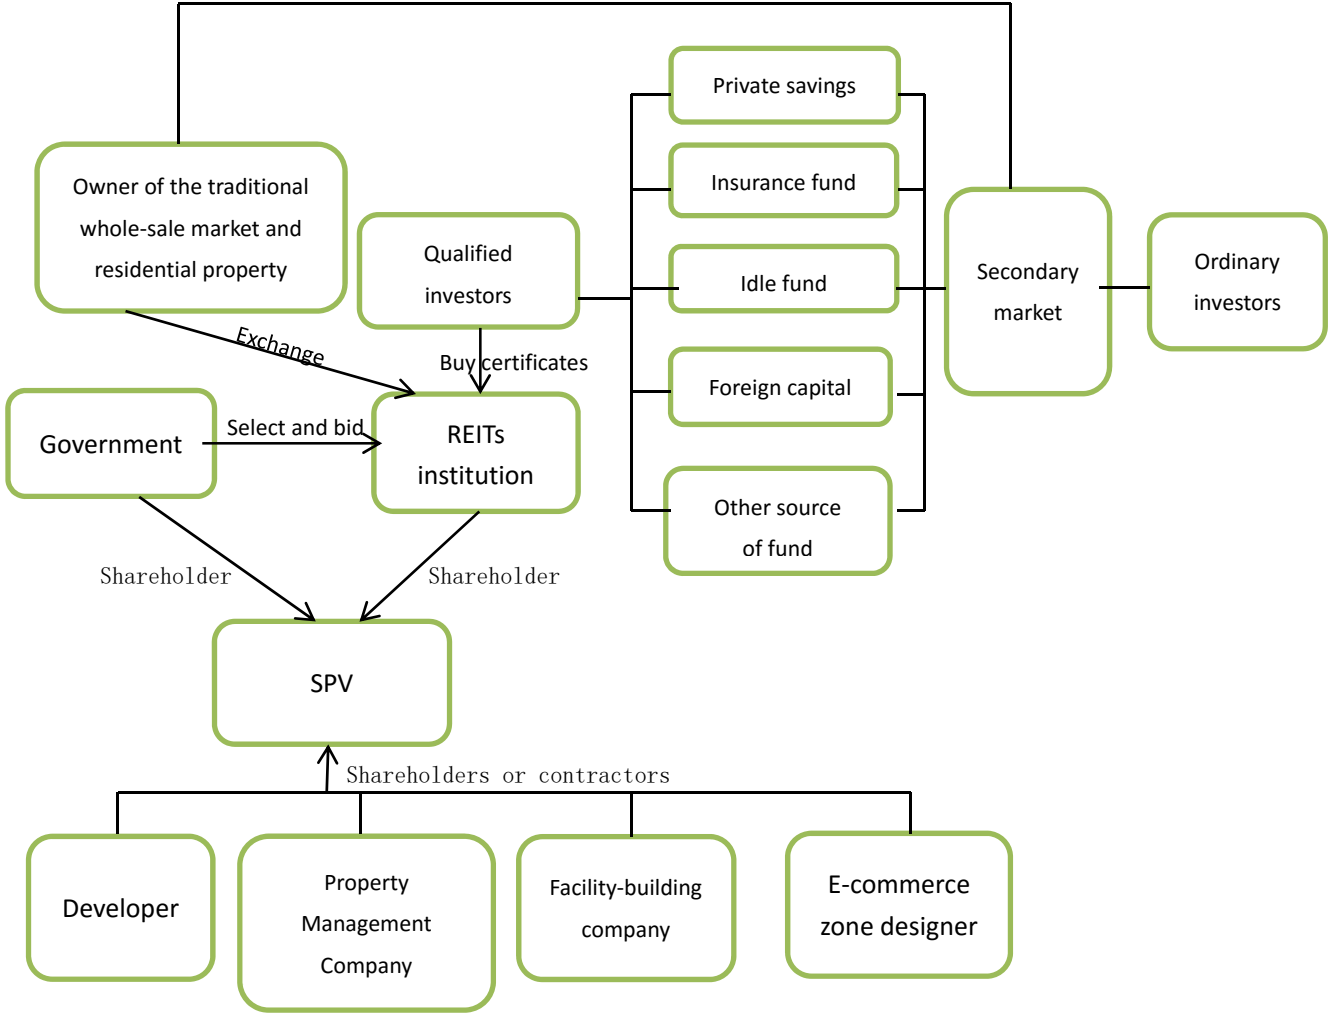 Private savings
Owner of the traditional
whole-sale market and
residential property
Insurance fund
Qualified
investors
Idle fund
Secondary
market
Ordinary
investors
Exchange
Buy certificates
Foreign capital
Government
Select and bid
REITs
institution
Other source
of fund
Shareholder
Shareholder
SPV
Shareholders or contractors
Developer
Property
Management
Company
Facility-building
company
E-commerce
zone designer